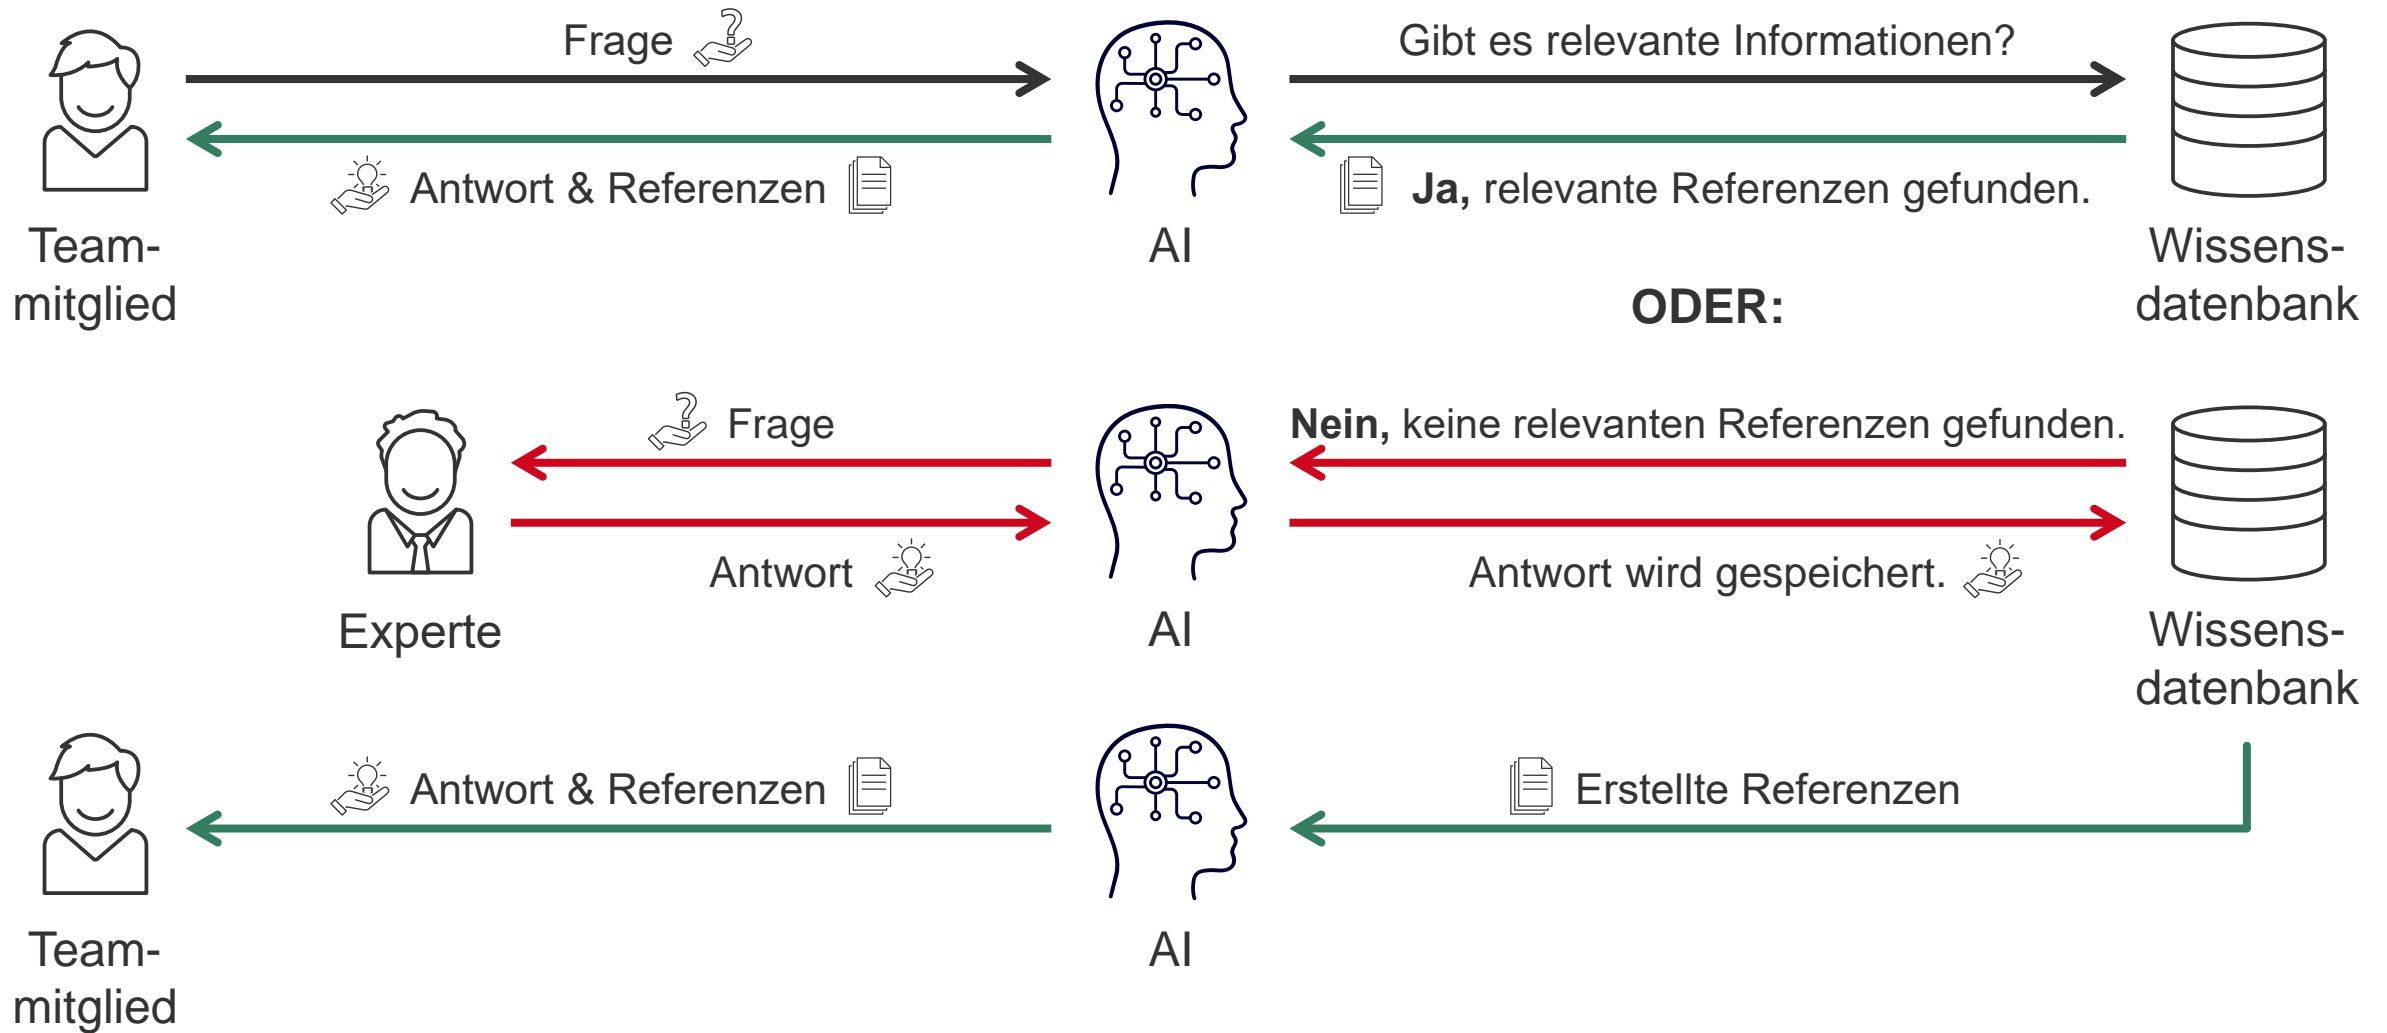 Frage
Gibt es relevante Informationen?
Antwort & Referenzen
Ja, relevante Referenzen gefunden.
Team-
mitglied
AI
Wissens-
datenbank
ODER:
Frage
Nein, keine relevanten Referenzen gefunden.
Antwort
Antwort wird gespeichert.
Experte
AI
Wissens-
datenbank
Antwort & Referenzen
Erstellte Referenzen
Team-
mitglied
AI